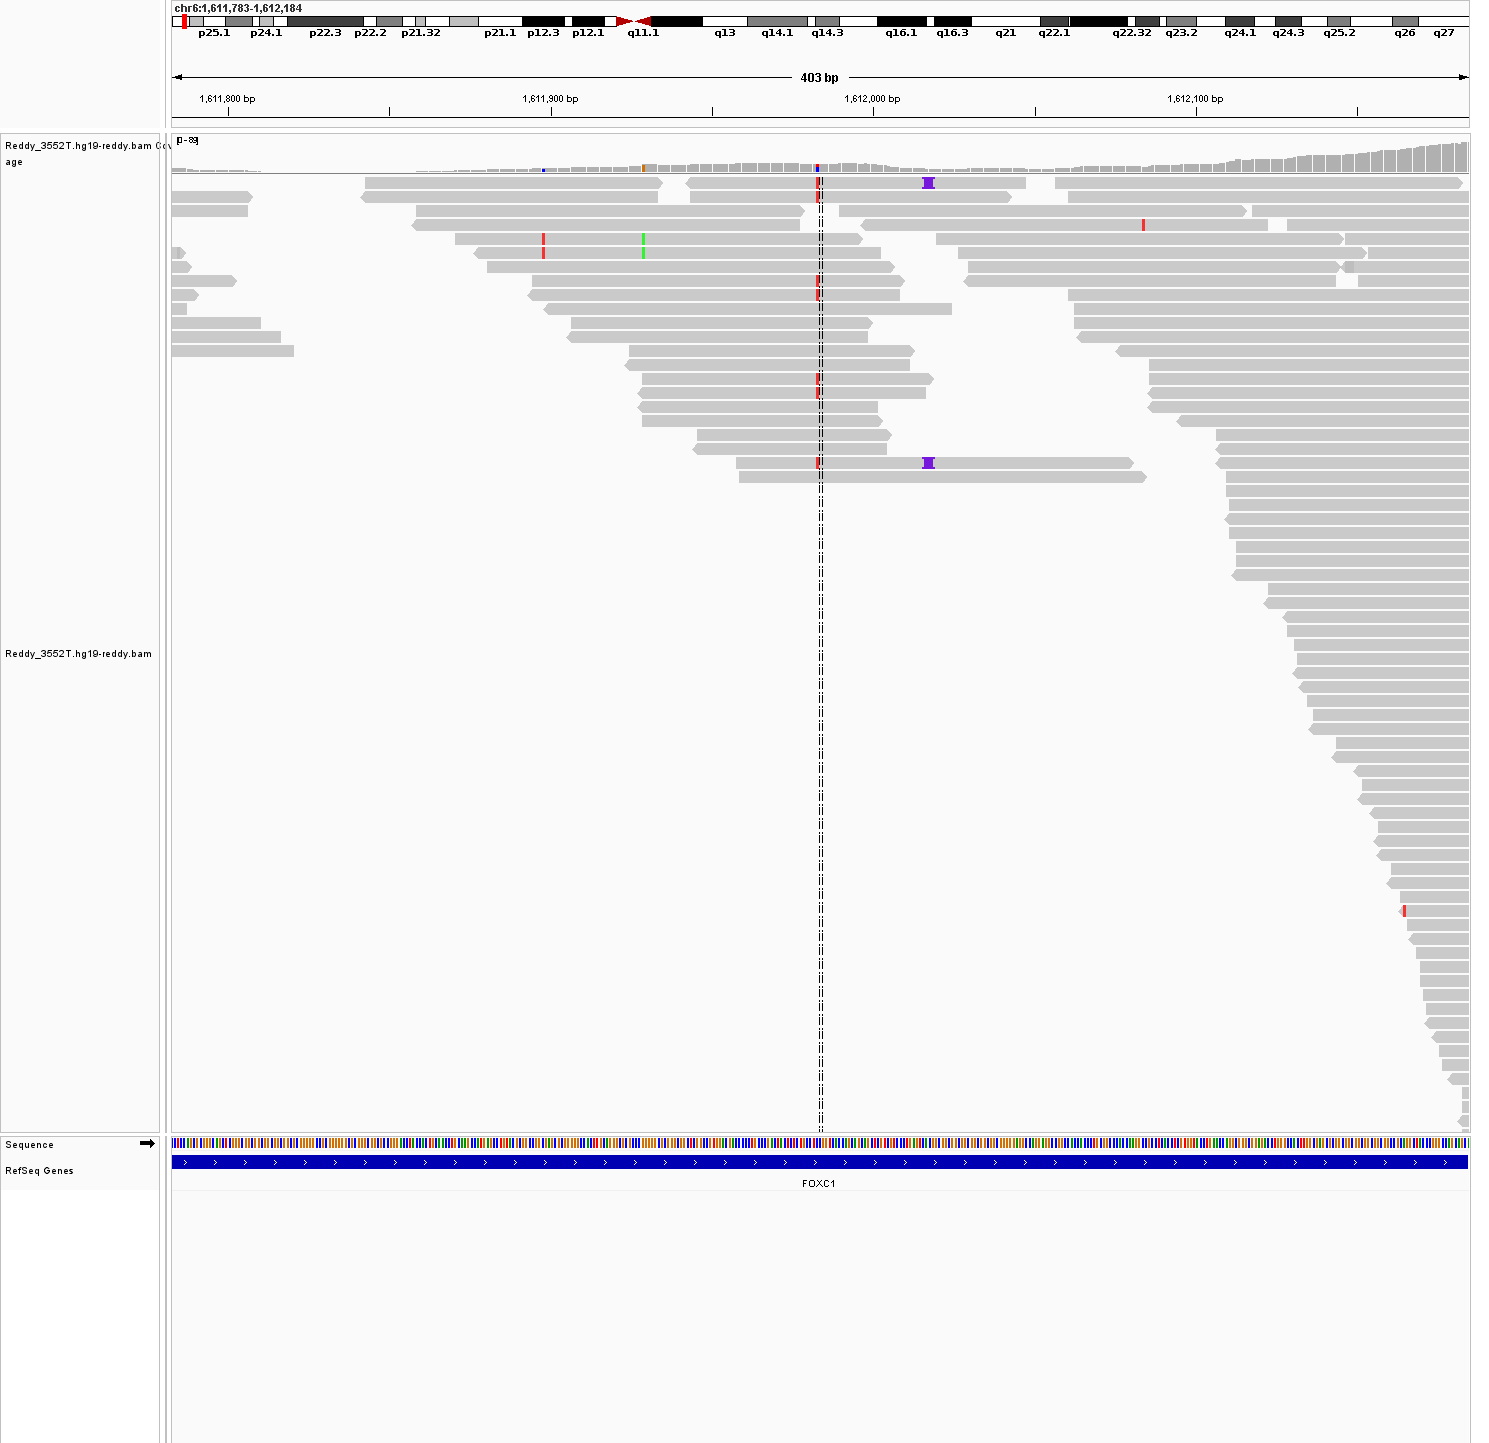 chr6:1,611,783-1,612,184
p25.1 p24.1 p22.3 p22.2 p21.32 p21.1 p12.3 p12.1 q11.1 q13 q14.1 q14.3 q16.1 q16.3 q21 q22.1 q22.32 q23.2 q24.1 q24.3 q25.2 q26 q27
403 bp
1,611,800 bp 1,611,900 bp 1,612,000 bp 1,612,100 bp
[0 - 89]
Reddy_3552T.hg19-reddy.bam Cov
age
Reddy_3552T.hg19-reddy.bam
Sequence
RefSeq Genes
FOXC1